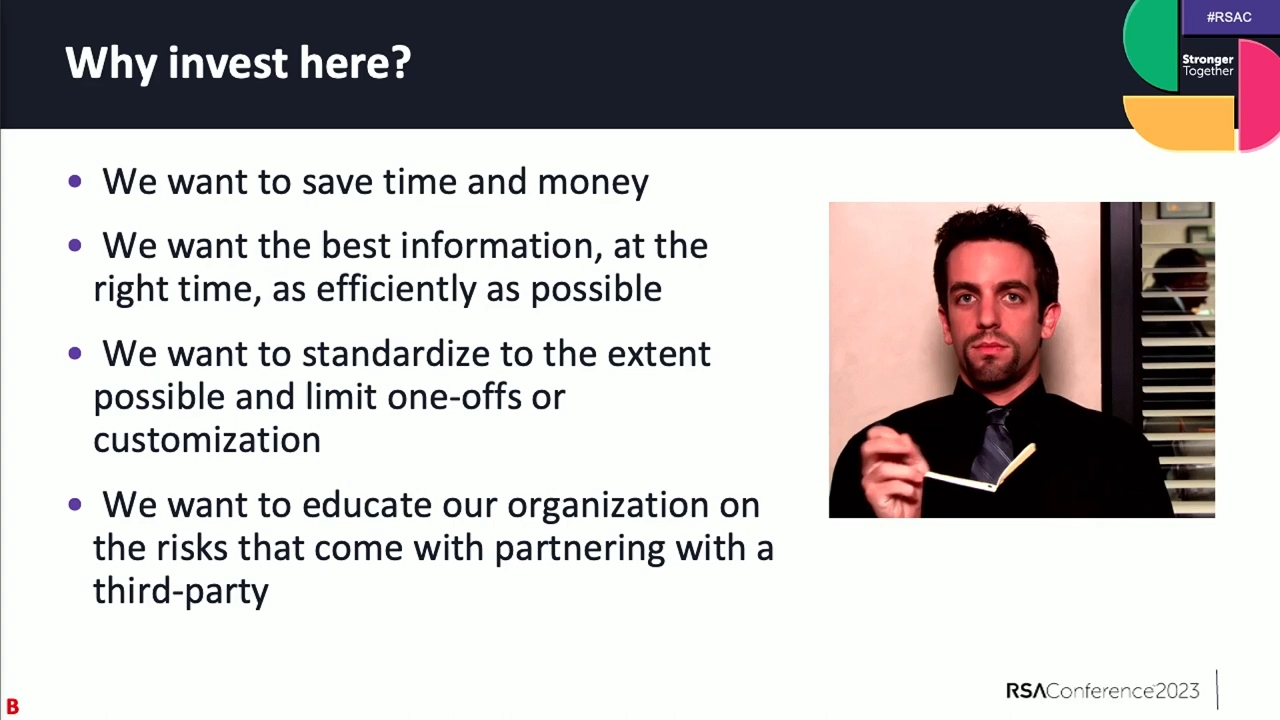 #RSAC
Stronger
Together
Why invest here?
• We want to save time and money
• We want the best information, at the
right time, as efficiently as possible
• We want to standardize to the extent
possible and limit one-offs or
customization
• We want to educate our organization on
the risks that come with partnering with a
third-party
RSAConference2023
B